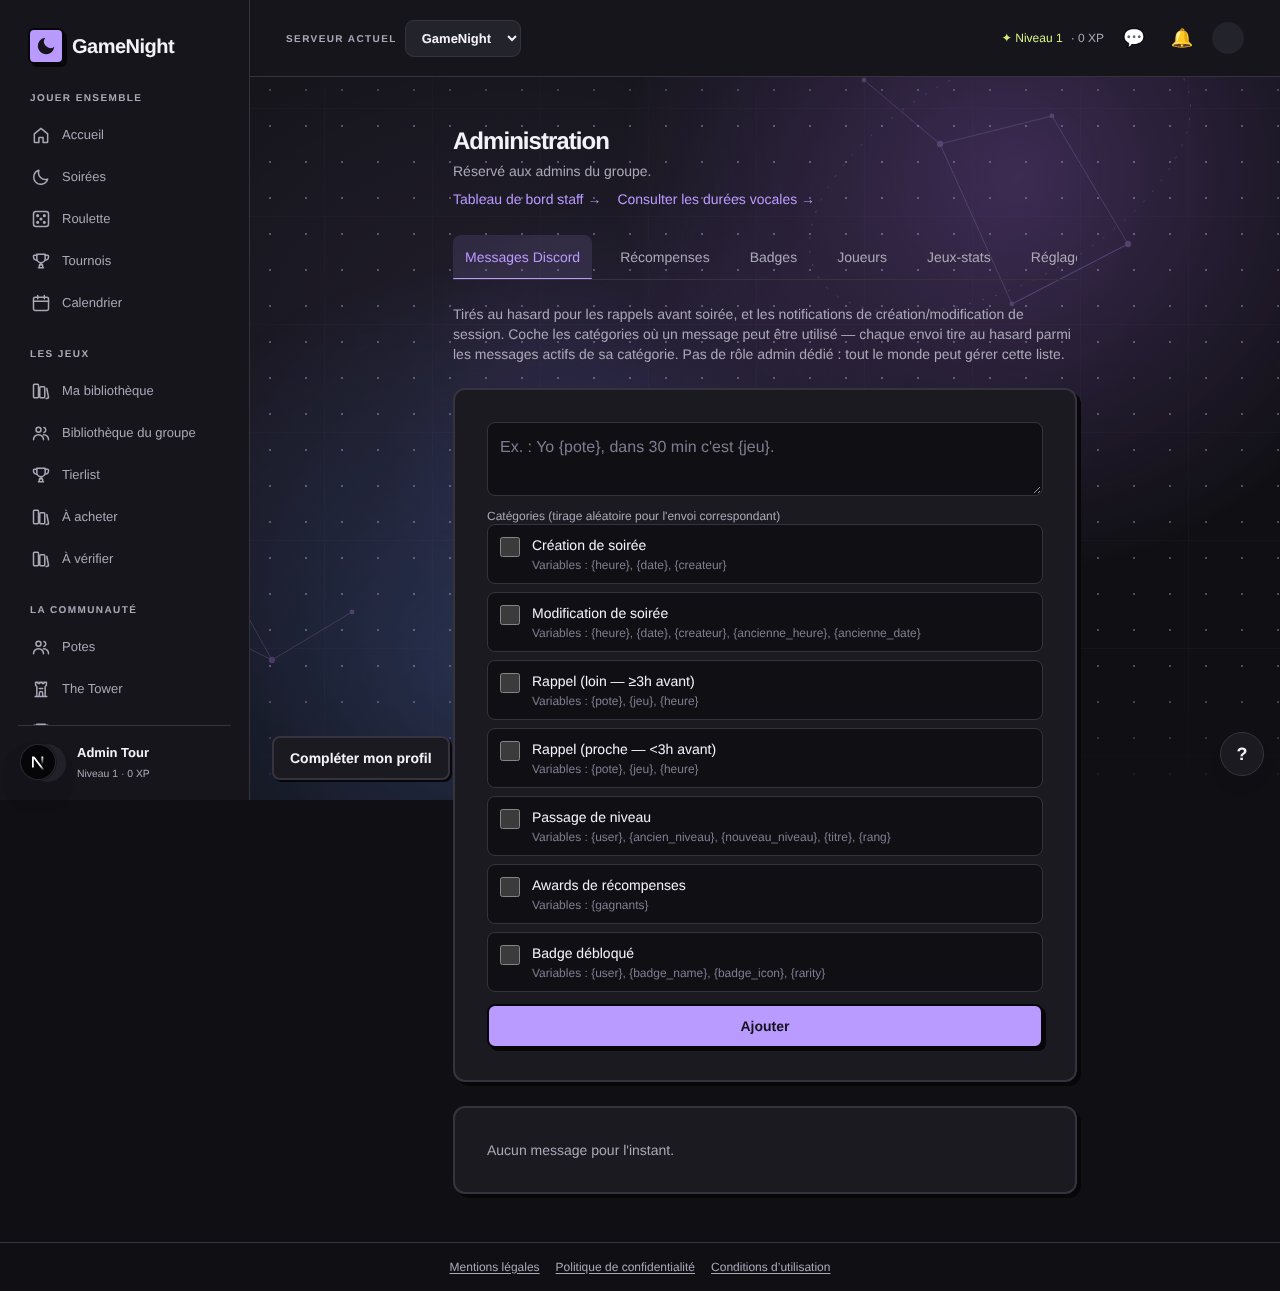 GameNight
SERVEUR ACTUEL
GameNight
✦ Niveau 1 · 0 XP
JOUER ENSEMBLE
Accueil
Soirées
Roulette
Tournois
Calendrier
LES JEUX
Ma bibliothèque
Bibliothèque du groupe
Tierlist
À acheter
À vérifier
LA COMMUNAUTÉ
Potes
The Tower
N
Admin Tour
Niveau 1 · 0 XP
Administration
Réservé aux admins du groupe.
Tableau de bord staff → Consulter les durées vocales →
Messages Discord Récompenses Badges Joueurs Jeux-stats Réglag
Tirés au hasard pour les rappels avant soirée, et les notifications de création/modification de
session. Coche les catégories où un message peut être utilisé — chaque envoi tire au hasard parmi
les messages actifs de sa catégorie. Pas de rôle admin dédié : tout le monde peut gérer cette liste.
Ex. : Yo {pote}, dans 30 min c'est {jeu}.
Catégories (tirage aléatoire pour l'envoi correspondant)
Création de soirée
Variables : {heure}, {date}, {createur}
Modification de soirée
Variables : {heure}, {date}, {createur}, {ancienne_heure}, {ancienne_date}
Rappel (loin — ≥3h avant)
Variables : {pote}, {jeu}, {heure}
Rappel (proche — <3h avant)
Variables : {pote}, {jeu}, {heure}
Passage de niveau
Variables : {user}, {ancien_niveau}, {nouveau_niveau}, {titre}, {rang}
Awards de récompenses
Variables : {gagnants}
Badge débloqué
Variables : {user}, {badge_name}, {badge_icon}, {rarity}
Ajouter
Compléter mon profil
?
Aucun message pour l'instant.
Mentions légales Politique de confidentialité Conditions d'utilisation